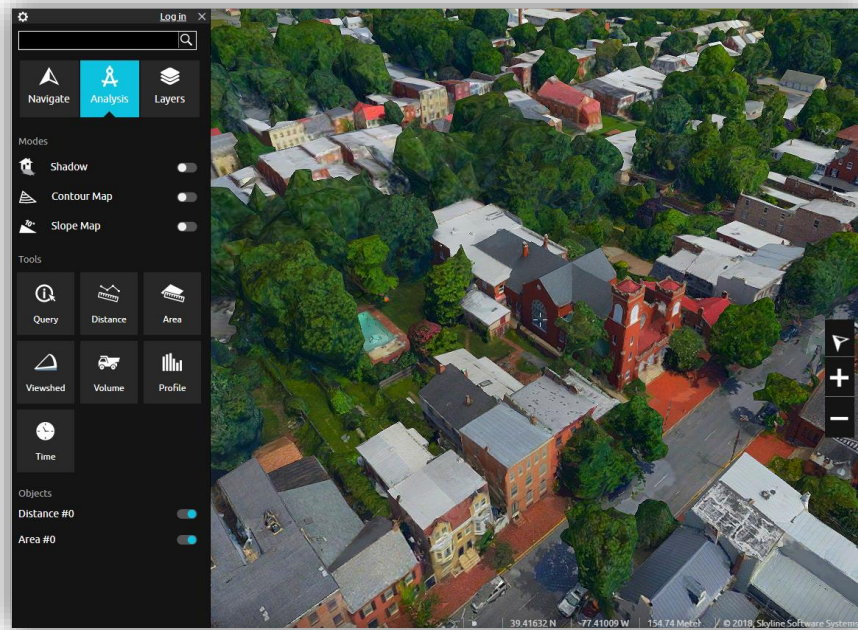 Log in
Navigate
Analysis
Layers
Modes
Shadow
Contour Map
Slope Map
Tools
Query
Distance
Area
Viewshed
Volume
Profile
Time
Objects
Distance #0
Area #0
39.41632 N | -77.41009 W | 154.74 Meter | © 2018, Skyline Software Systems